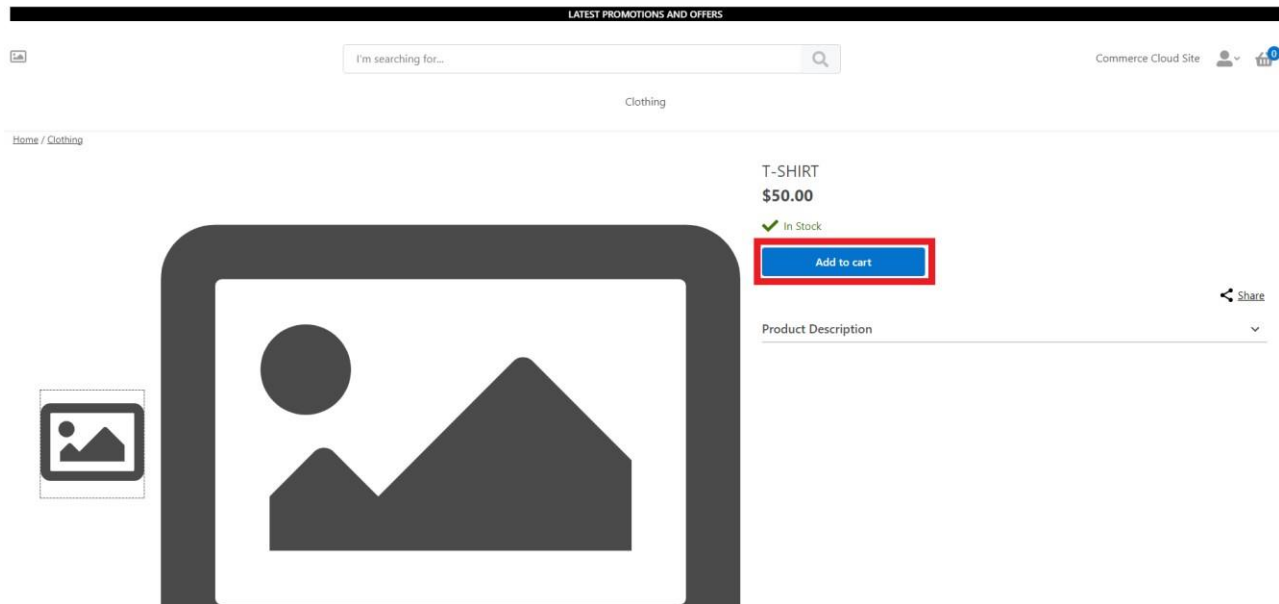 LATEST PROMOTIONS AND OFFERS
I'm searching for...
Commerce Cloud Site
0
Clothing
Home / Clothing
T-SHIRT
$50.00
In Stock
Add to cart
Share
Product Description